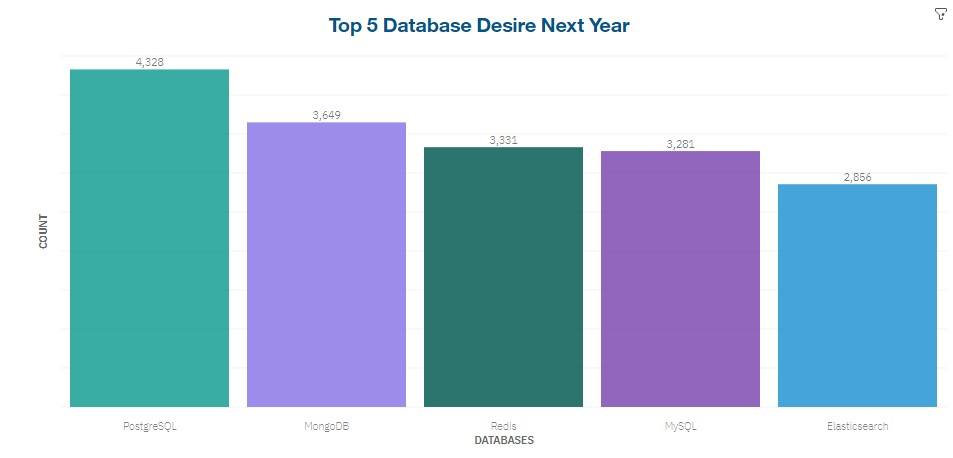 Top 5 Database Desire Next Year
4,328
3,649
3,331
3,281
2,856
COUNT
PostgreSQL
MongoDB
Redis
MySQL
Elasticsearch
DATABASES